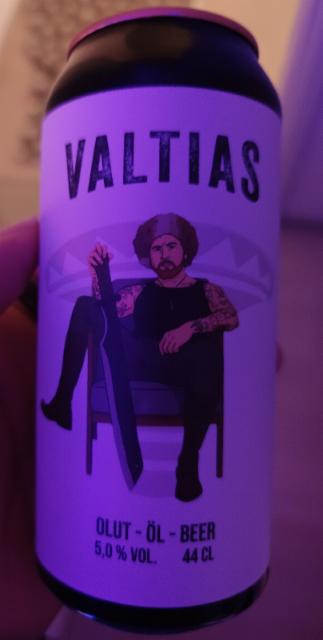 VALTIAS
OLUT - ÖL - BEER
5,0 % VOL. 44 CL